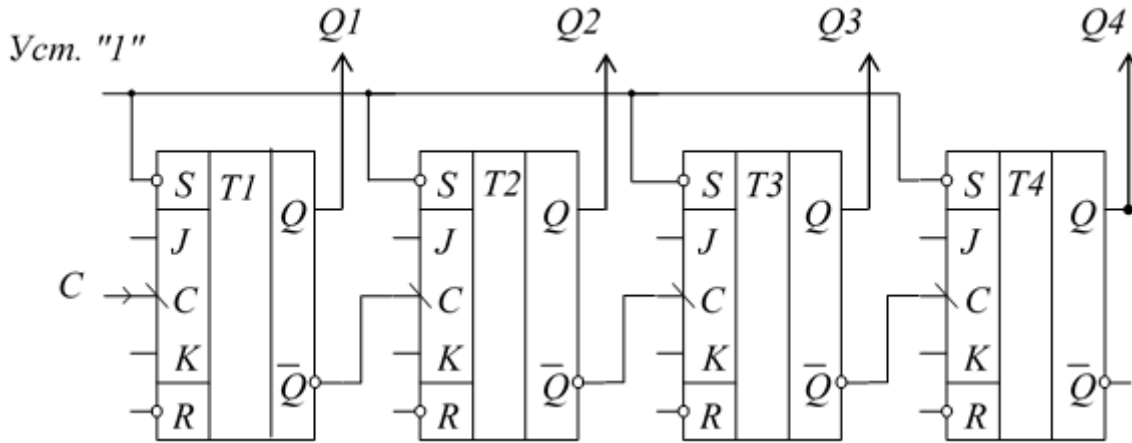 Q1 Q2 Q3 Q4
Уст. "1"
S T1 S T2 S T3 S T4
Q Q Q Q
J J J J
C C C C C
K K K K
Q̅ Q̅ Q̅ Q̅
R R R R